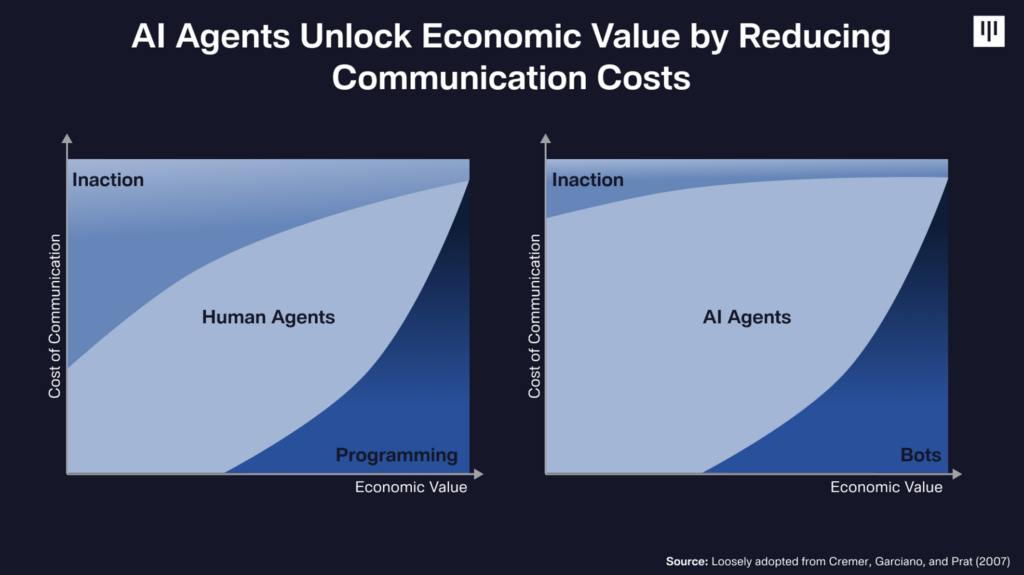 AI Agents Unlock Economic Value by Reducing
Communication Costs
Inaction
Human Agents
Programming
Cost of Communication
Economic Value
Inaction
AI Agents
Bots
Cost of Communication
Economic Value
Source: Loosely adopted from Cremer, Garciano, and Prat (2007)